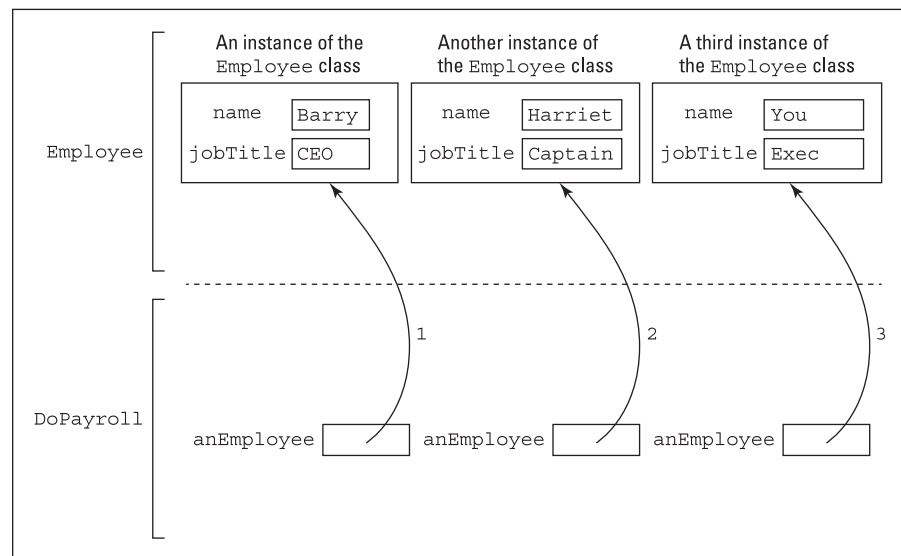 An instance of the
Employee class
Another instance of
the Employee class
A third instance of
the Employee class
Employee
name Barry
jobTitle CEO
name Harriet
jobTitle Captain
name You
jobTitle Exec
1
2
3
DoPayroll
anEmployee
anEmployee
anEmployee